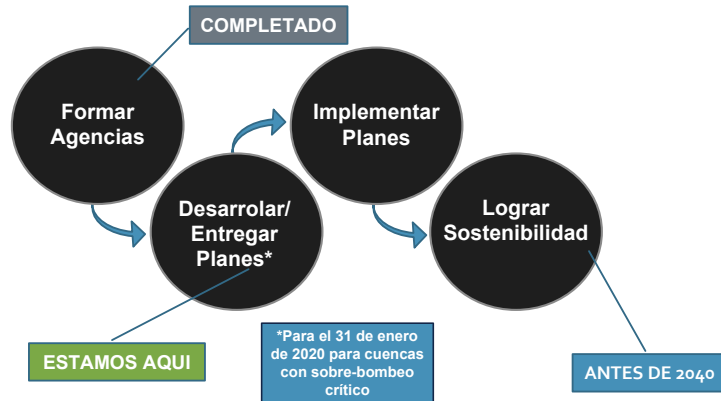 COMPLETADO
Formar
Agencias
Implementar
Planes
Desarrolar/
Entregar
Planes*
Lograr
Sostenibilidad
ESTAMOS AQUI
*Para el 31 de enero
de 2020 para cuencas
con sobre-bombeo
crítico
ANTES DE 2040